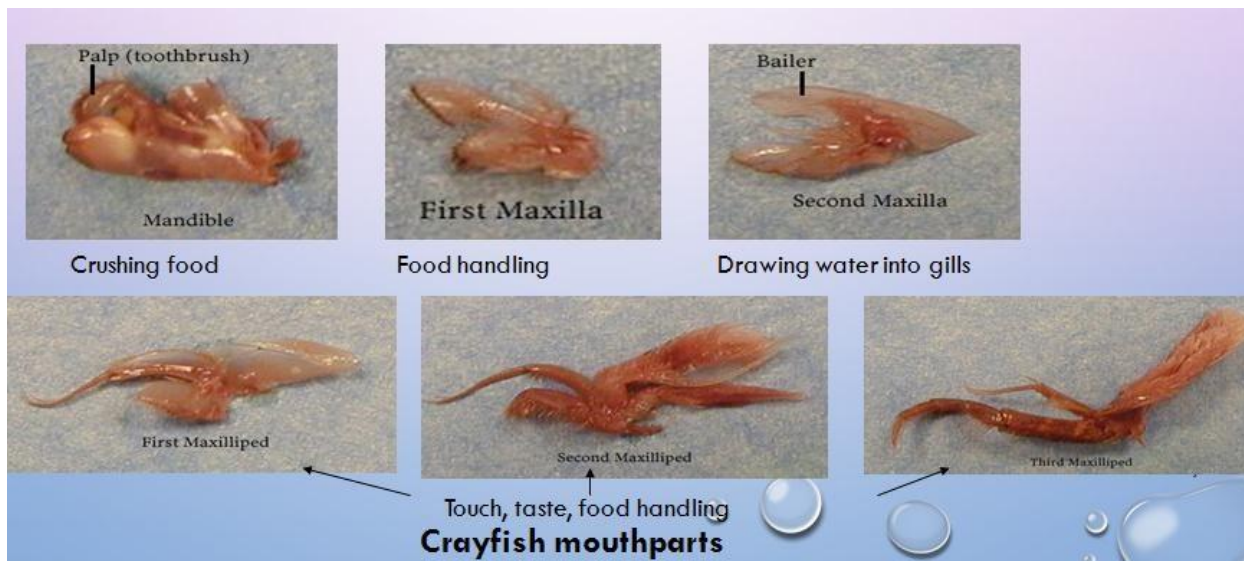 Palp (toothbrush)
Mandible
First Maxilla
Bailer
Second Maxilla
Crushing food
Food handling
Drawing water into gills
First Maxilliped
Second Maxilliped
Third Maxilliped
Touch, taste, food handling
Crayfish mouthparts